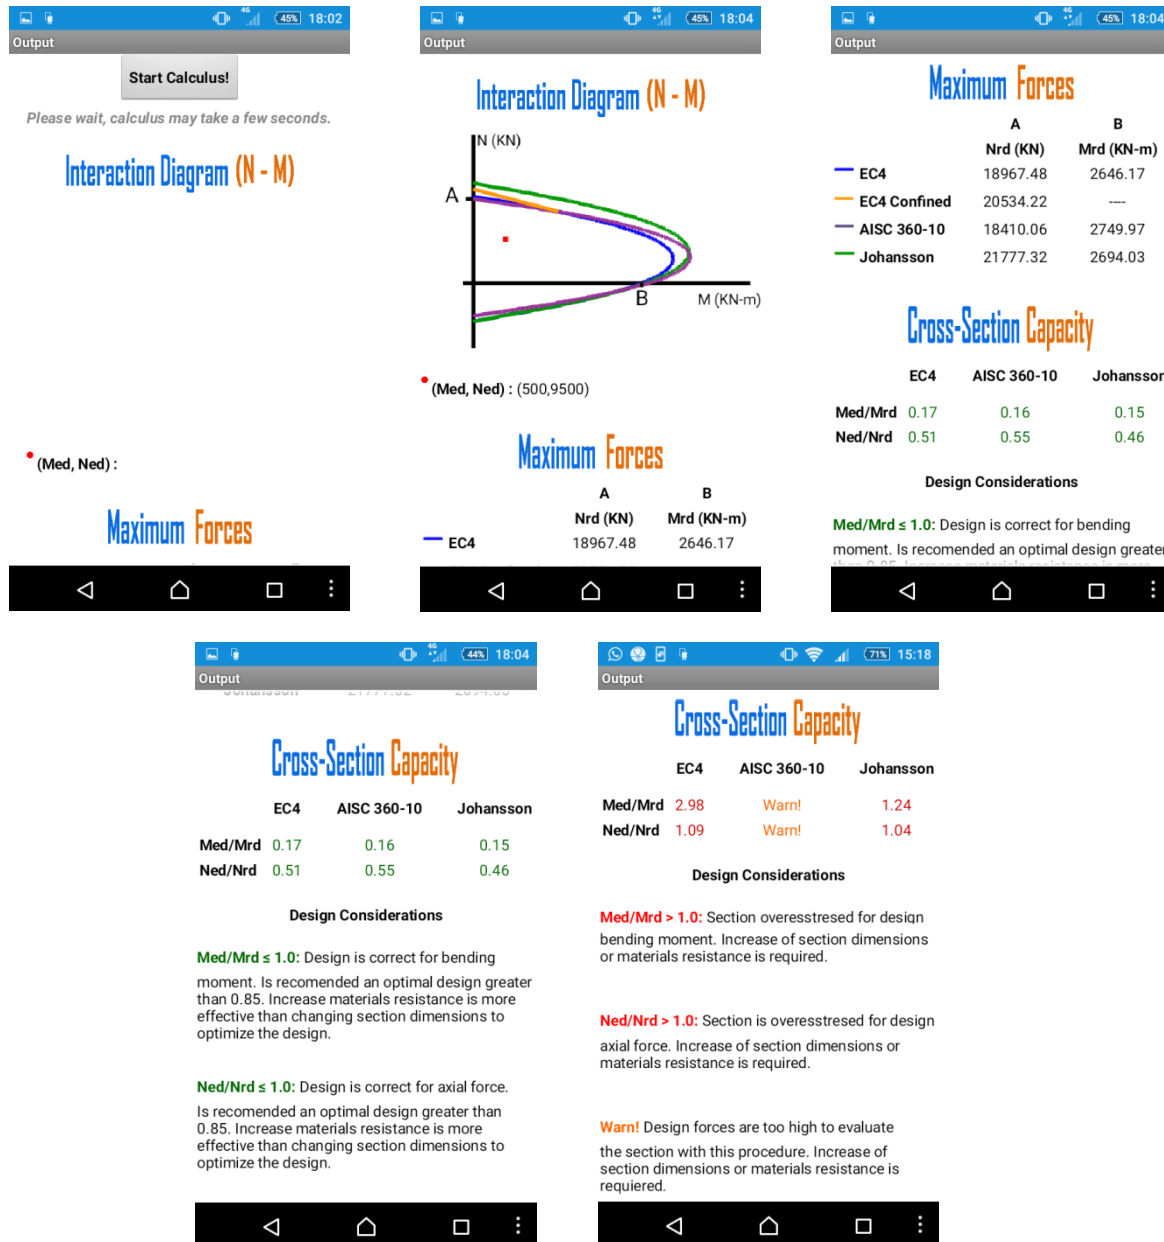 45% 18:02
Output
Start Calculus!
Please wait, calculus may take a few seconds.
Interaction Diagram (N - M)
(Med, Ned) :
Maximum Forces
4G 45% 18:04
Output
Interaction Diagram (N - M)
N (KN)
A
B
M (KN-m)
(Med, Ned) : (500,9500)
Maximum Forces
A B
Nrd (KN) Mrd (KN-m)
EC4 18967.48 2646.17
4G 45% 18:04
Output
Maximum Forces
A B
Nrd (KN) Mrd (KN-m)
EC4 18967.48 2646.17
EC4 Confined 20534.22 ----
AISC 360-10 18410.06 2749.97
Johansson 21777.32 2694.03
Cross-Section Capacity
EC4 AISC 360-10 Johansson
Med/Mrd 0.17 0.16 0.15
Ned/Nrd 0.51 0.55 0.46
Design Considerations
Med/Mrd ≤ 1.0: Design is correct for bending
moment. Is recomended an optimal design greater
4G 44% 18:04
Output
Johansson 21777.32 2694.03
Cross-Section Capacity
EC4 AISC 360-10 Johansson
Med/Mrd 0.17 0.16 0.15
Ned/Nrd 0.51 0.55 0.46
Design Considerations
Med/Mrd ≤ 1.0: Design is correct for bending
moment. Is recomended an optimal design greater
than 0.85. Increase materials resistance is more
effective than changing section dimensions to
optimize the design.
Ned/Nrd ≤ 1.0: Design is correct for axial force.
Is recomended an optimal design greater than
0.85. Increase materials resistance is more
effective than changing section dimensions to
optimize the design.
71% 15:18
Output
Cross-Section Capacity
EC4 AISC 360-10 Johansson
Med/Mrd 2.98 Warn! 1.24
Ned/Nrd 1.09 Warn! 1.04
Design Considerations
Med/Mrd > 1.0: Section overesstresed for design
bending moment. Increase of section dimensions
or materials resistance is required.
Ned/Nrd > 1.0: Section is overesstresed for design
axial force. Increase of section dimensions or
materials resistance is required.
Warn! Design forces are too high to evaluate
the section with this procedure. Increase of
section dimensions or materials resistance is
requiered.